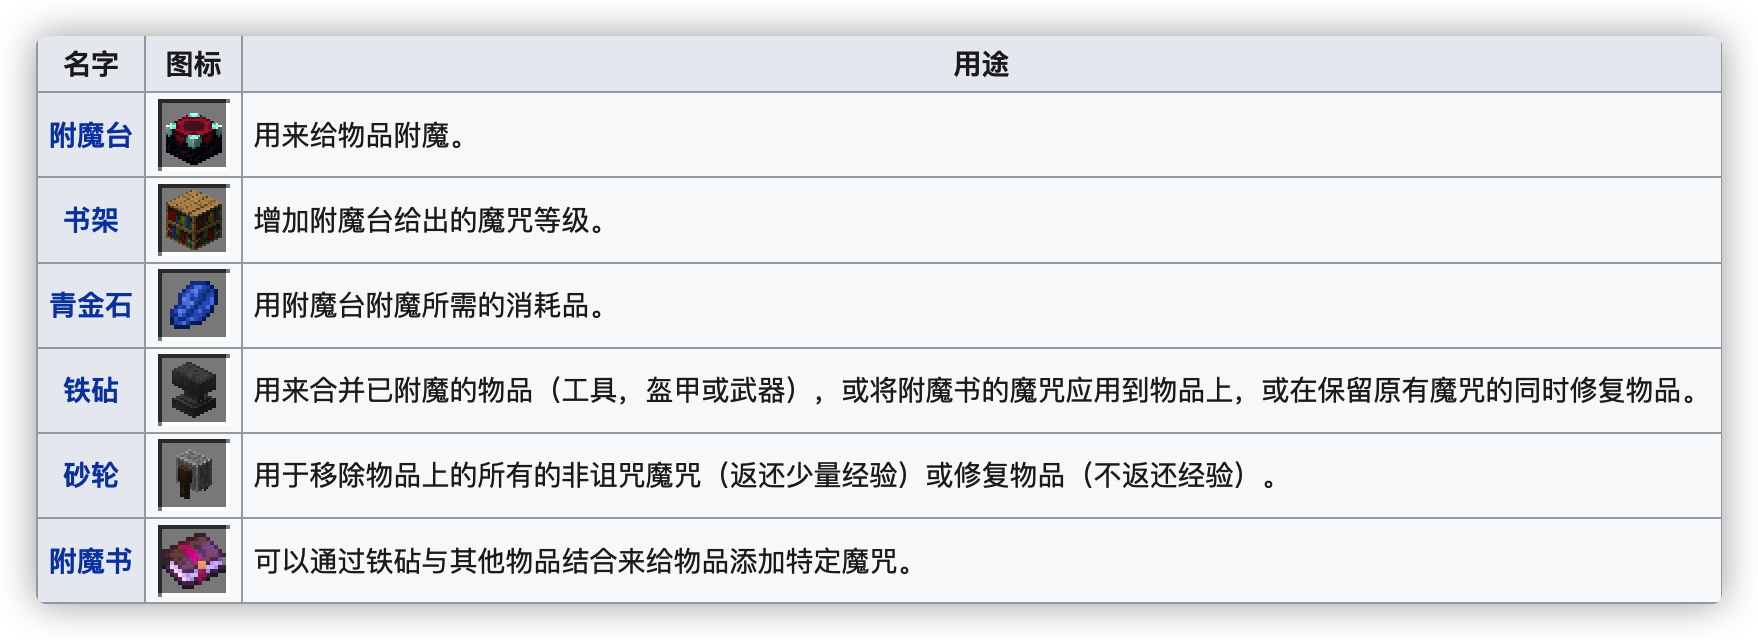 名字 图标 用途
附魔台 用来给物品附魔。
书架 增加附魔台给出的魔咒等级。
青金石 用附魔台附魔所需的消耗品。
铁砧 用来合并已附魔的物品（工具，盔甲或武器），或将附魔书的魔咒应用到物品上，或在保留原有魔咒的同时修复物品。
砂轮 用于移除物品上的所有的非诅咒魔咒（返还少量经验）或修复物品（不返还经验）。
附魔书 可以通过铁砧与其他物品结合来给物品添加特定魔咒。